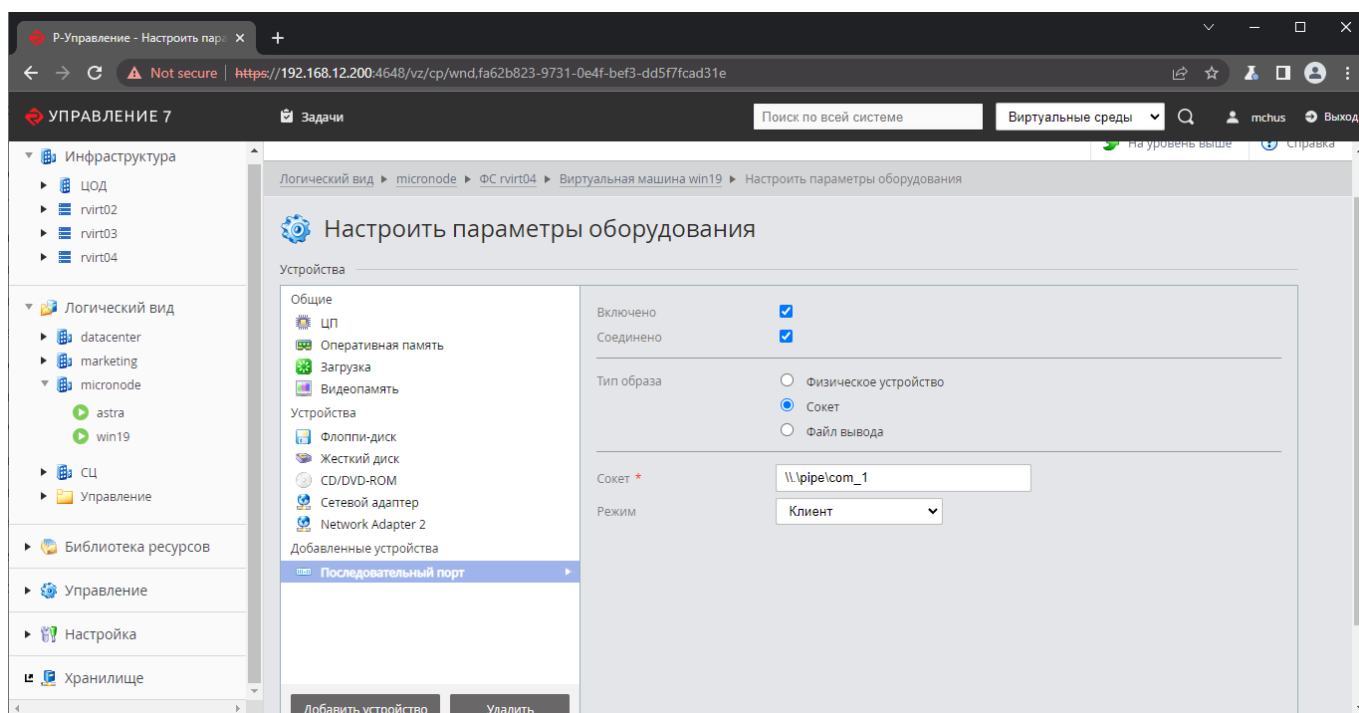 Р-Управление - Настроить пара
Not secure | https://192.168.12.200:4648/vz/cp/wnd,fa62b823-9731-0e4f-bef3-dd5f7fcad31e
УПРАВЛЕНИЕ 7
Задачи
Поиск по всей системе
Виртуальные среды
mchus
Выход
Инфраструктура
ЦОД
rvirt02
rvirt03
rvirt04
Логический вид
datacenter
marketing
micronode
astra
win19
СЦ
Управление
Библиотека ресурсов
Управление
Настройка
Хранилище
На уровень выше
Справка
Логический вид ▸ micronode ▸ ФС rvirt04 ▸ Виртуальная машина win19 ▸ Настроить параметры оборудования
Настроить параметры оборудования
Устройства
Общие
ЦП
Оперативная память
Загрузка
Видеопамять
Устройства
Флоппи-диск
Жесткий диск
CD/DVD-ROM
Сетевой адаптер
Network Adapter 2
Добавленные устройства
Последовательный порт
Добавить устройство
Удалить
Включено
Соединено
Тип образа
Физическое устройство
Сокет
Файл вывода
Сокет *
\\.\pipe\com_1
Режим
Клиент